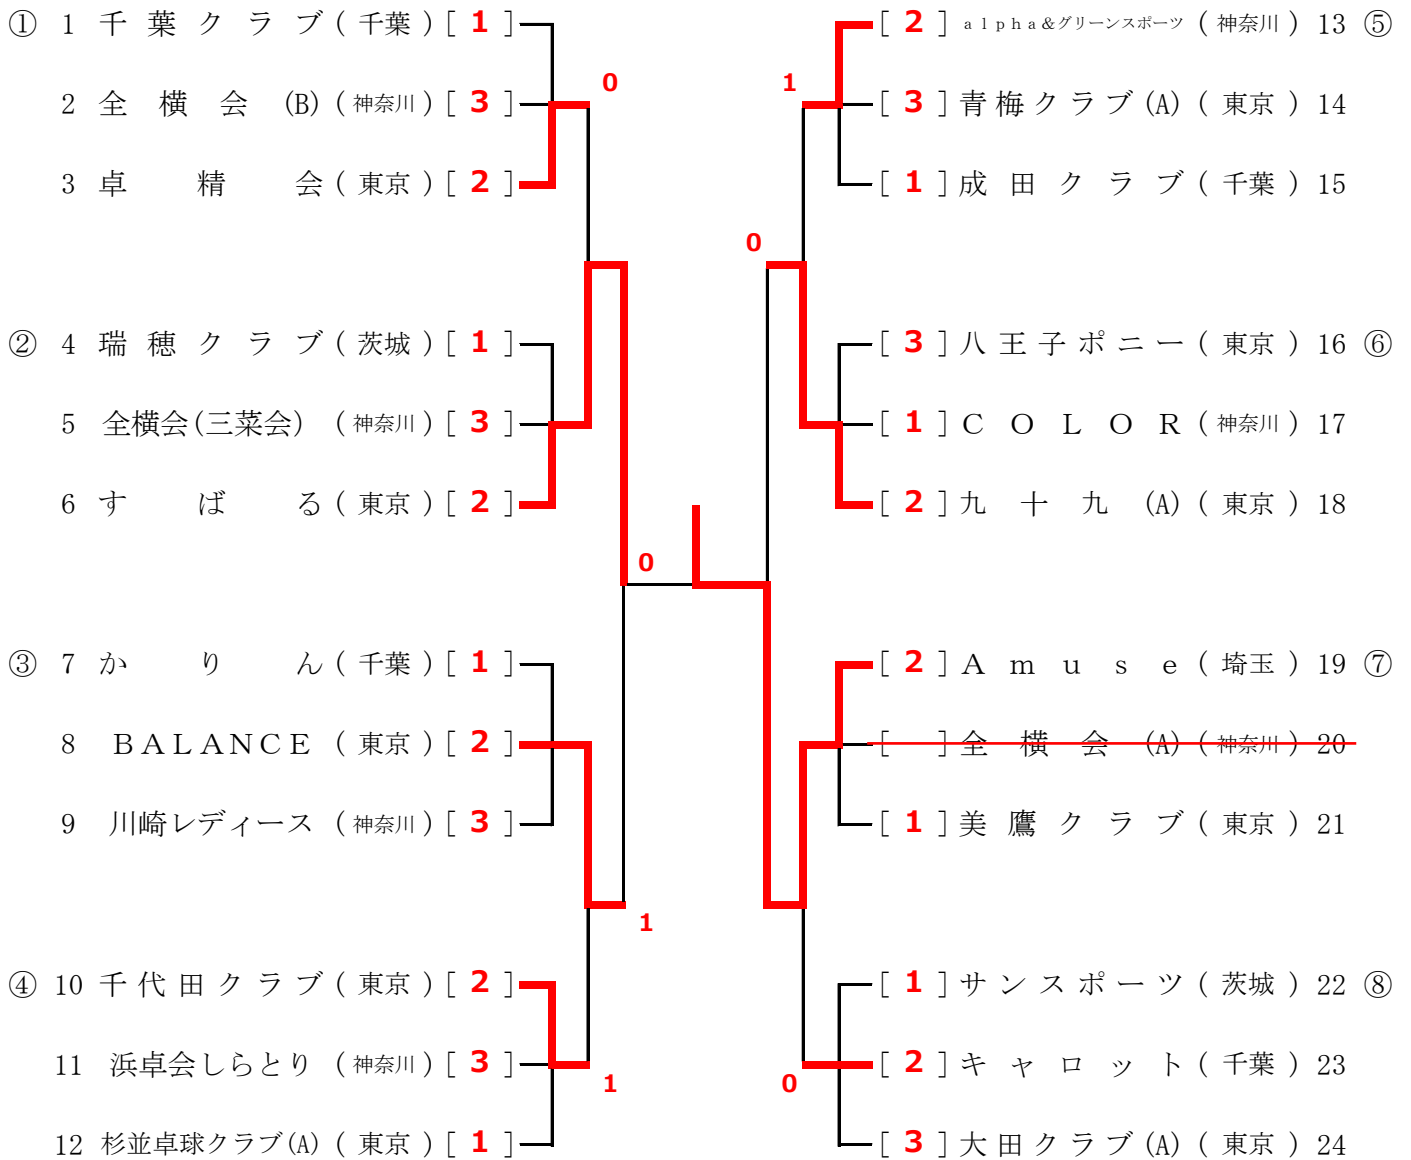 ① 1 千葉クラブ (千葉) [1]
[2] alpha&グリーンスポーツ (神奈川) 13 ⑤
0
1
2 全横会 (B) (神奈川) [3]
[3] 青梅クラブ(A) (東京) 14
3 卓精会 (東京) [2]
[1] 成田クラブ (千葉) 15
0
② 4 瑞穂クラブ (茨城) [1]
[3] 八王子ポニー (東京) 16 ⑥
5 全横会(三菜会) (神奈川) [3]
[1] COLOR (神奈川) 17
6 すばる (東京) [2]
[2] 九十九 (A) (東京) 18
0
③ 7 かりん (千葉) [1]
[2] Amuse (埼玉) 19 ⑦
8 BALANCE (東京) [2]
[ ] 全横会 (A) (神奈川) 20
9 川崎レディース (神奈川) [3]
[1] 美鷹クラブ (東京) 21
1
④ 10 千代田クラブ (東京) [2]
[1] サンスポーツ (茨城) 22 ⑧
11 浜卓会しらとり (神奈川) [3]
[2] キャロット (千葉) 23
1
0
12 杉並卓球クラブ(A) (東京) [1]
[3] 大田クラブ(A) (東京) 24